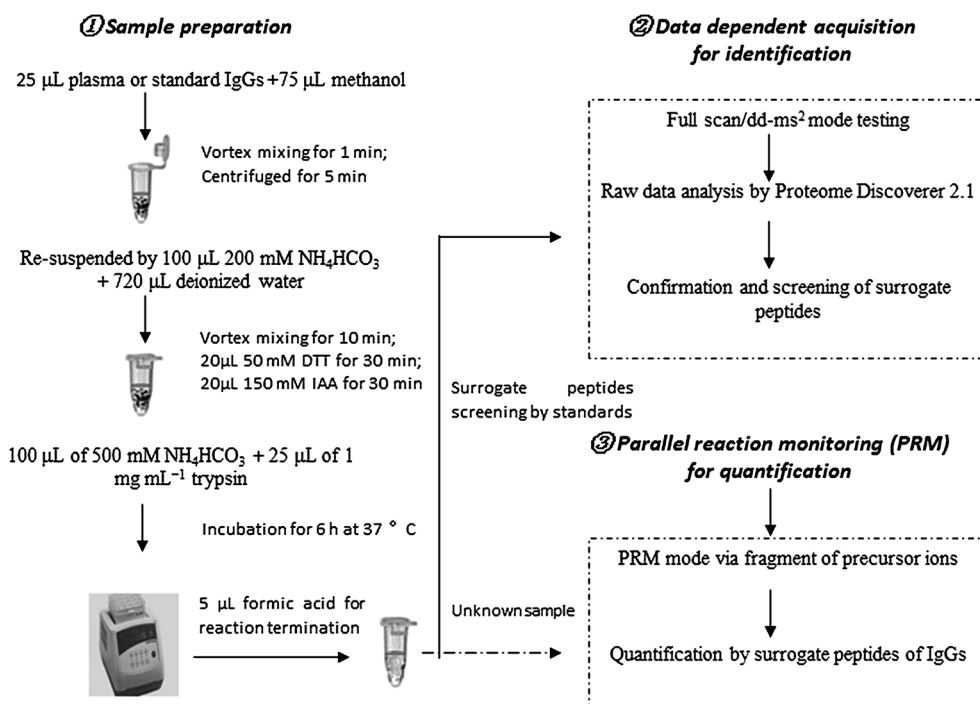 ①Sample preparation
25 µL plasma or standard IgGs +75 µL methanol
Vortex mixing for 1 min;
Centrifuged for 5 min
Re-suspended by 100 µL 200 mM NH₄HCO₃
+ 720 µL deionized water
Vortex mixing for 10 min;
20µL 50 mM DTT for 30 min;
20µL 150 mM IAA for 30 min
100 µL of 500 mM NH₄HCO₃ + 25 µL of 1
mg mL⁻¹ trypsin
Incubation for 6 h at 37 ° C
5 µL formic acid for
reaction termination
Surrogate peptides
screening by standards
Unknown sample
②Data dependent acquisition
for identification
Full scan/dd-ms² mode testing
Raw data analysis by Proteome Discoverer 2.1
Confirmation and screening of surrogate
peptides
③Parallel reaction monitoring (PRM)
for quantification
PRM mode via fragment of precursor ions
Quantification by surrogate peptides of IgGs